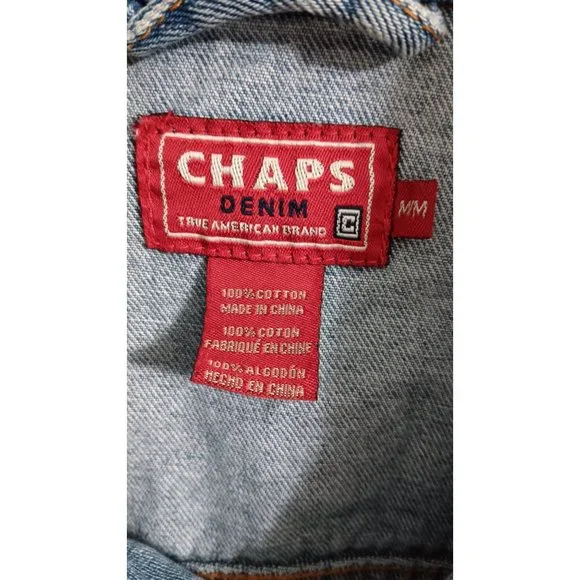 CHAPS
DENIM
TRUE AMERICAN BRAND
C
M/M
100% COTTON
MADE IN CHINA
100% COTON
FABRIQUÉ EN CHINE
100% ALGODÓN
HECHO EN CHINA